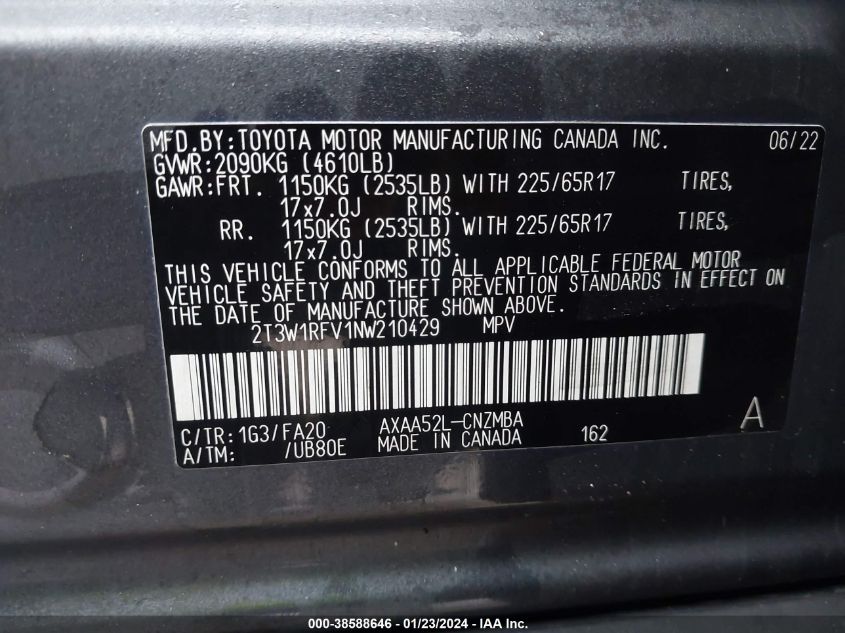 MFD.BY:TOYOTA MOTOR MANUFACTURING CANADA INC. 06/22
GVWR:2090KG (4610LB)
GAWR:FRT. 1150KG (2535LB) WITH 225/65R17 TIRES,
17x7.0J RIMS.
RR. 1150KG (2535LB) WITH 225/65R17 TIRES,
17x7.0J RIMS.
THIS VEHICLE CONFORMS TO ALL APPLICABLE FEDERAL MOTOR
VEHICLE SAFETY AND THEFT PREVENTION STANDARDS IN EFFECT ON
THE DATE OF MANUFACTURE SHOWN ABOVE.
2T3W1RFV1NW210429 MPV
C/TR:1G3/FA20 AXAA52L-CNZMBA A
A/TM: /UB80E MADE IN CANADA 162
000-38588646 - 01/23/2024 - IAA Inc.